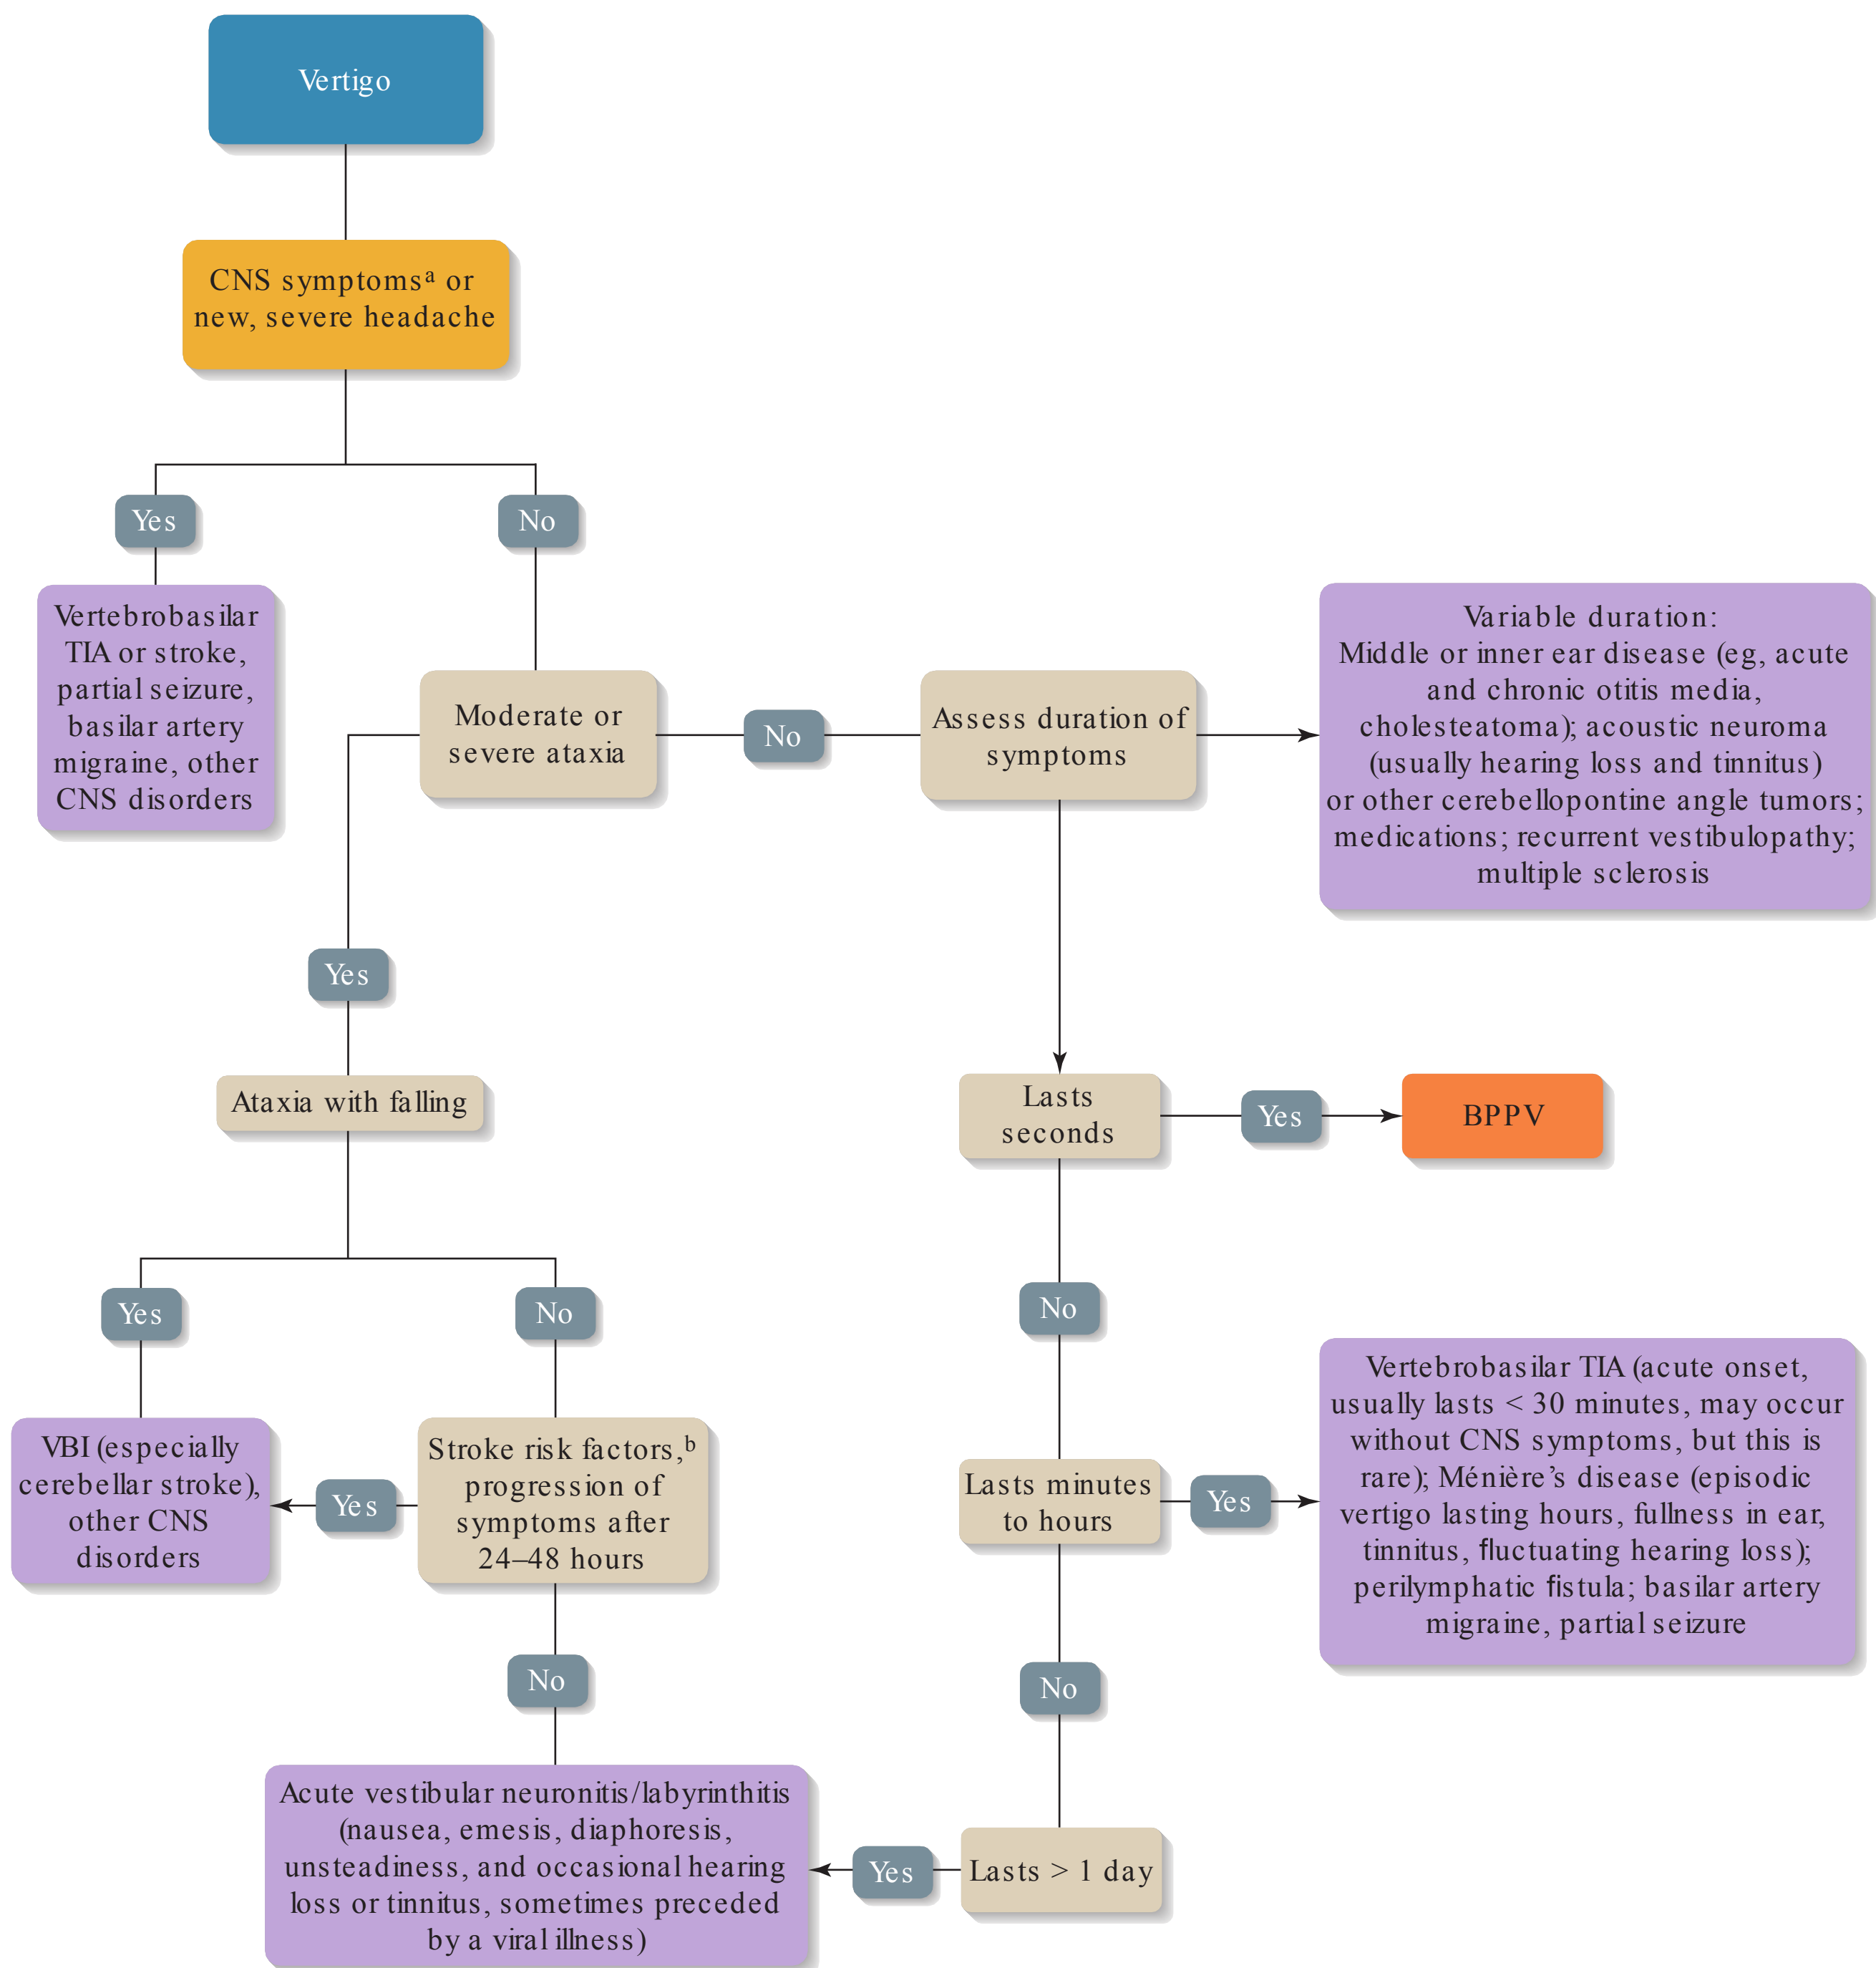 Vertigo
CNS symptomsᵃ or
new, severe headache
Yes
No
Vertebrobasilar
TIA or stroke,
partial seizure,
basilar artery
migraine, other
CNS disorders
Moderate or
severe ataxia
No
Assess duration of
symptoms
Variable duration:
Middle or inner ear disease (eg, acute
and chronic otitis media,
cholesteatoma); acoustic neuroma
(usually hearing loss and tinnitus)
or other cerebellopontine angle tumors;
medications; recurrent vestibulopathy;
multiple sclerosis
Yes
Ataxia with falling
Lasts
seconds
Yes
BPPV
Yes
No
No
VBI (especially
cerebellar stroke),
other CNS
disorders
Yes
Stroke risk factors,ᵇ
progression of
symptoms after
24–48 hours
Lasts minutes
to hours
Yes
Vertebrobasilar TIA (acute onset,
usually lasts < 30 minutes, may occur
without CNS symptoms, but this is
rare); Ménière’s disease (episodic
vertigo lasting hours, fullness in ear,
tinnitus, fluctuating hearing loss);
perilymphatic fistula; basilar artery
migraine, partial seizure
No
No
Acute vestibular neuronitis/labyrinthitis
(nausea, emesis, diaphoresis,
unsteadiness, and occasional hearing
loss or tinnitus, sometimes preceded
by a viral illness)
Yes
Lasts > 1 day